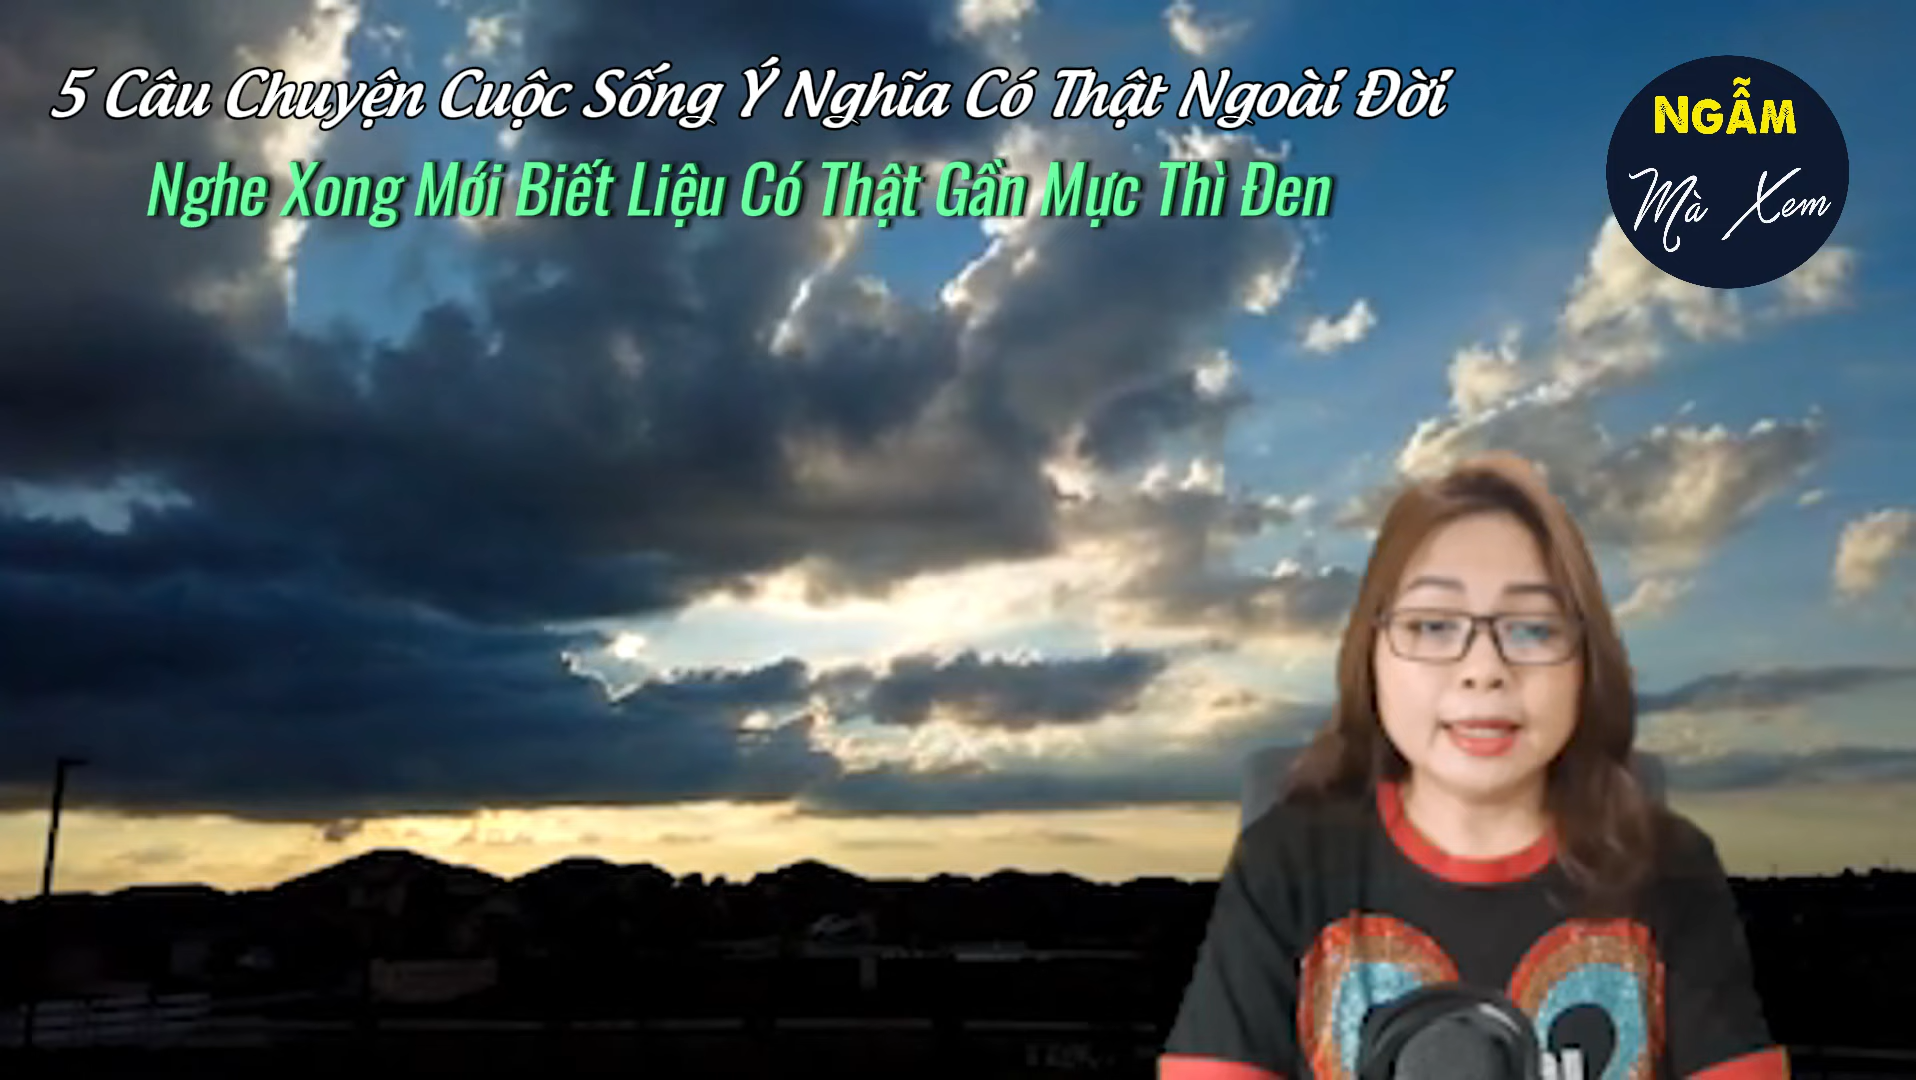 5 Câu Chuyện Cuộc Sống Ý Nghĩa Có Thật Ngoài Đời
Nghe Xong Mới Biết Liệu Có Thật Gần Mực Thì Đen
NGẪM
Mà Xem